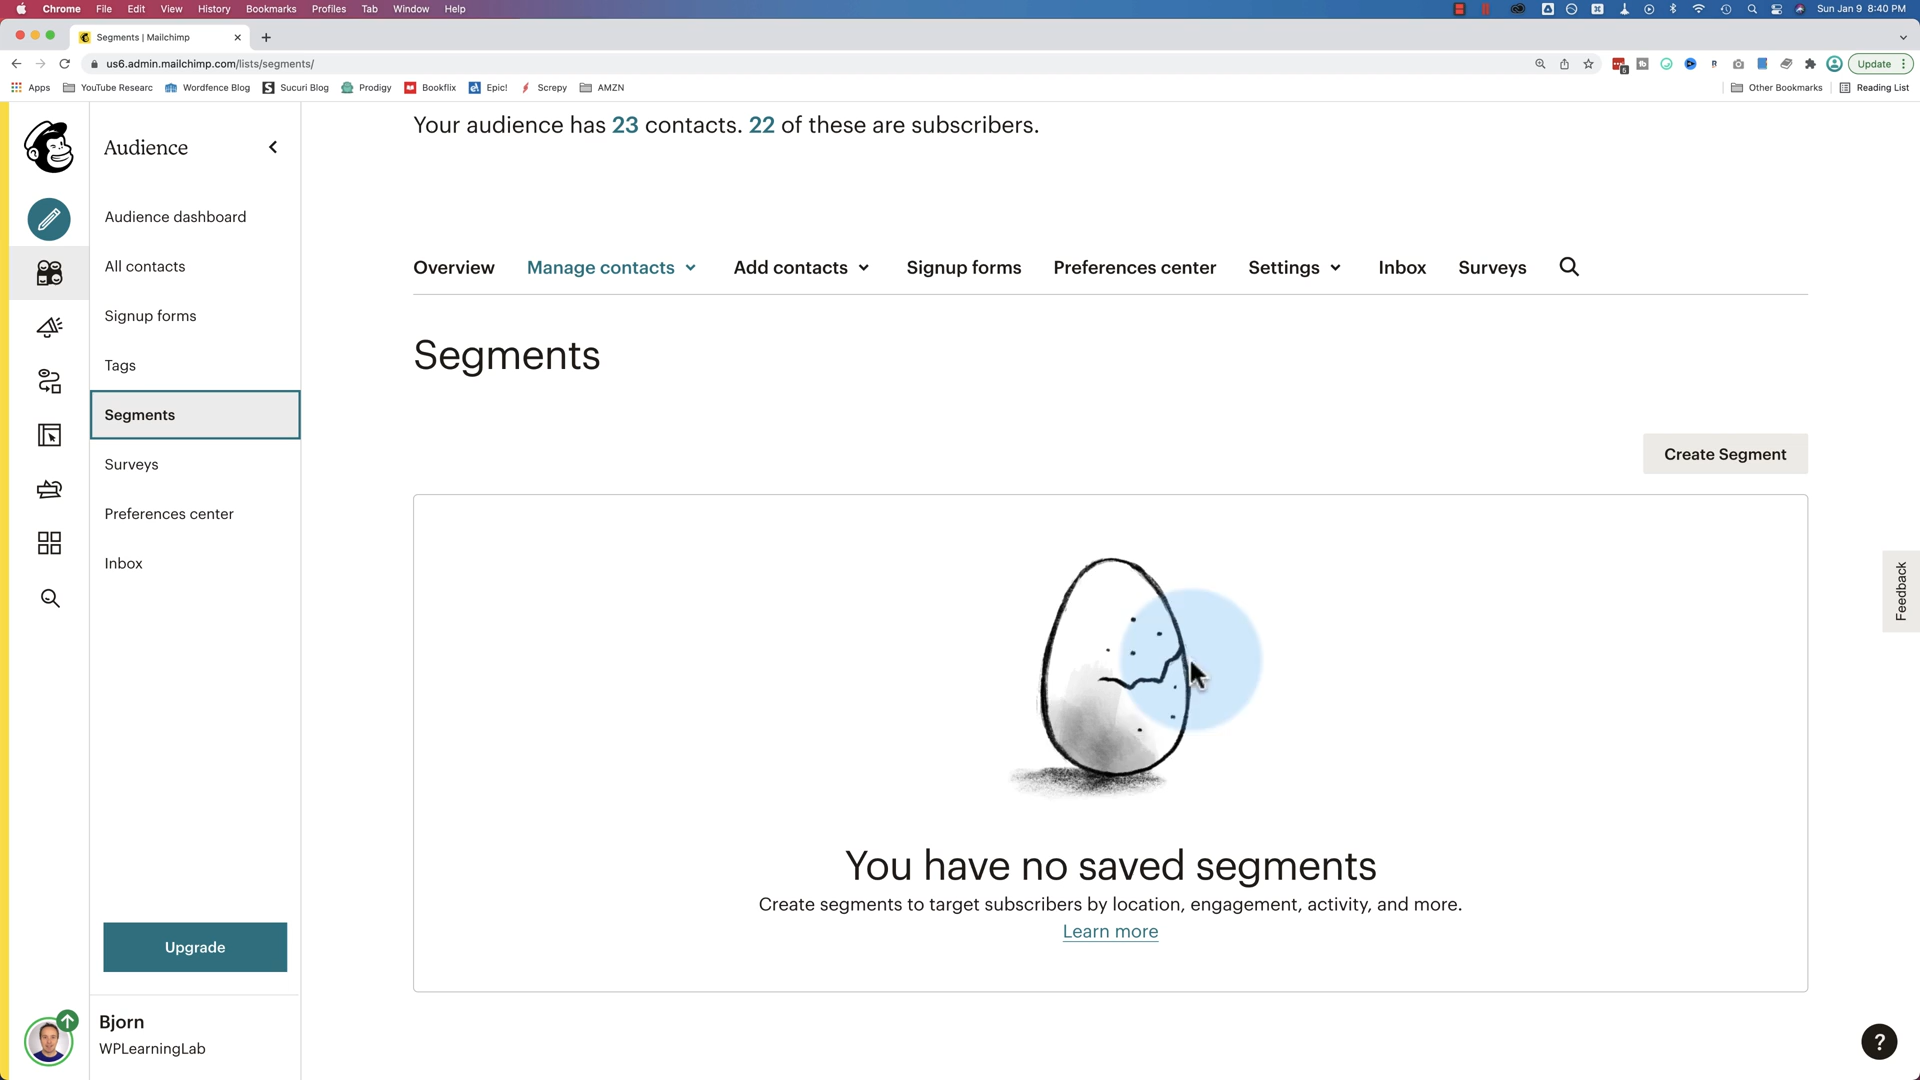 Chrome File Edit View History Bookmarks Profiles Tab Window Help
Sun Jan 9 8:40 PM
Segments | Mailchimp
us6.admin.mailchimp.com/lists/segments/
Update
Apps YouTube Researc Wordfence Blog Sucuri Blog Prodigy Bookflix Epic! Screpy AMZN
Other Bookmarks Reading List
Audience
Audience dashboard
All contacts
Signup forms
Tags
Segments
Surveys
Preferences center
Inbox
Upgrade
Bjorn
WPLearningLab
Your audience has 23 contacts. 22 of these are subscribers.
Overview Manage contacts Add contacts Signup forms Preferences center Settings Inbox Surveys
Segments
Create Segment
You have no saved segments
Create segments to target subscribers by location, engagement, activity, and more.
Learn more
Feedback
?